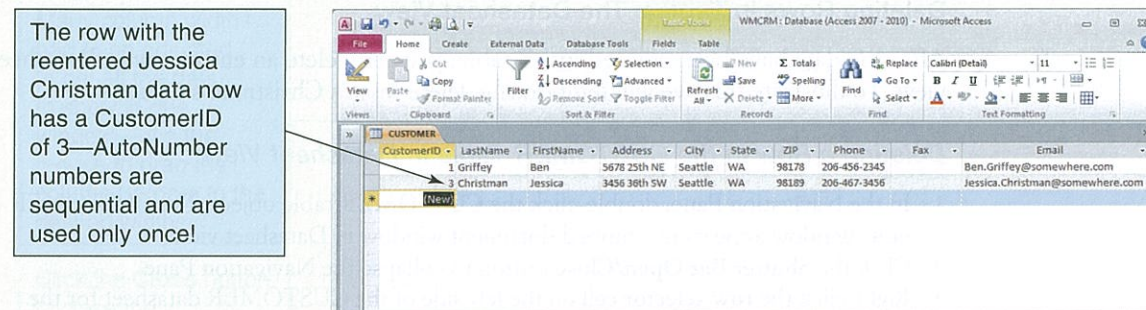 The row with the
reentered Jessica
Christman data now
has a CustomerID
of 3—AutoNumber
numbers are
sequential and are
used only once!
Table Tools WMCRM : Database (Access 2007 - 2010) - Microsoft Access
File Home Create External Data Database Tools Fields Table
View Paste Cut Copy Format Painter
Views Clipboard
Filter Ascending Descending Remove Sort Selection Advanced Toggle Filter
Sort & Filter
Refresh All New Save Delete Totals Spelling More
Records
Find Replace Go To Select
Find
Calibri (Detail) 11
B I U
Text Formatting
CUSTOMER
CustomerID LastName FirstName Address City State ZIP Phone Fax Email
1 Griffey Ben 5678 25th NE Seattle WA 98178 206-456-2345 Ben.Griffey@somewhere.com
3 Christman Jessica 3456 36th SW Seattle WA 98189 206-467-3456 Jessica.Christman@somewhere.com
(New)